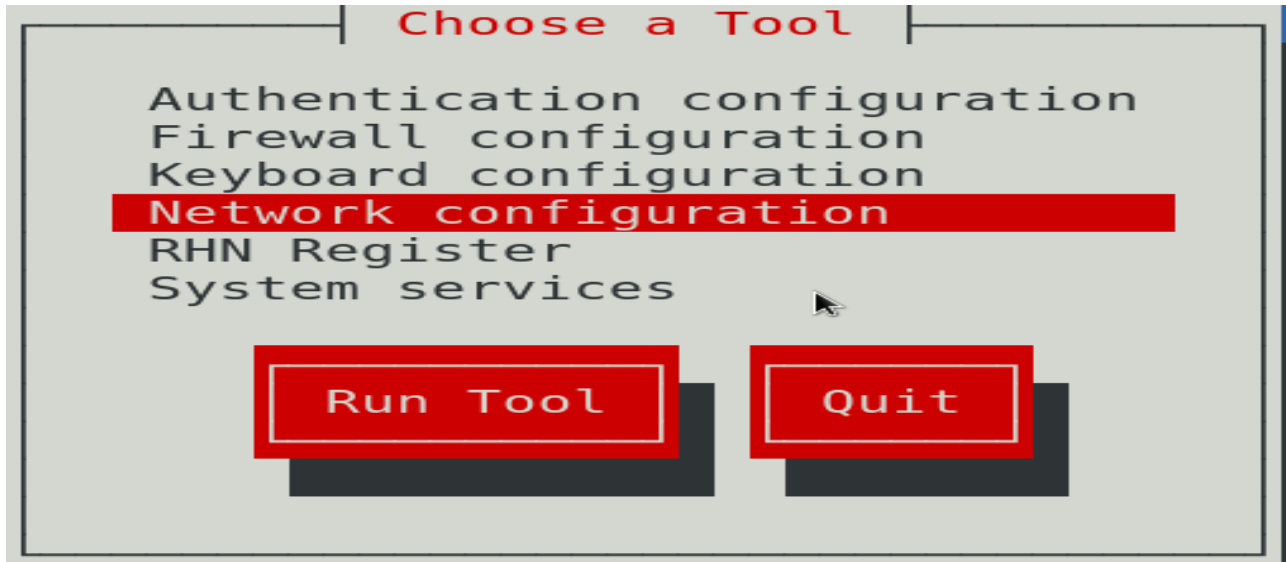 Choose a Tool
Authentication configuration
Firewall configuration
Keyboard configuration
Network configuration
RHN Register
System services
Run Tool
Quit